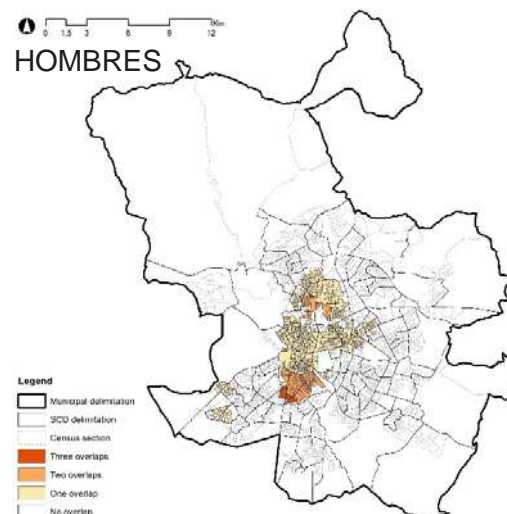 Km
0 1,5 3 6 9 12
HOMBRES
Legend
Municipal delimitation
SCD delimitation
Census section
Three overlaps
Two overlaps
One overlap
No overlap